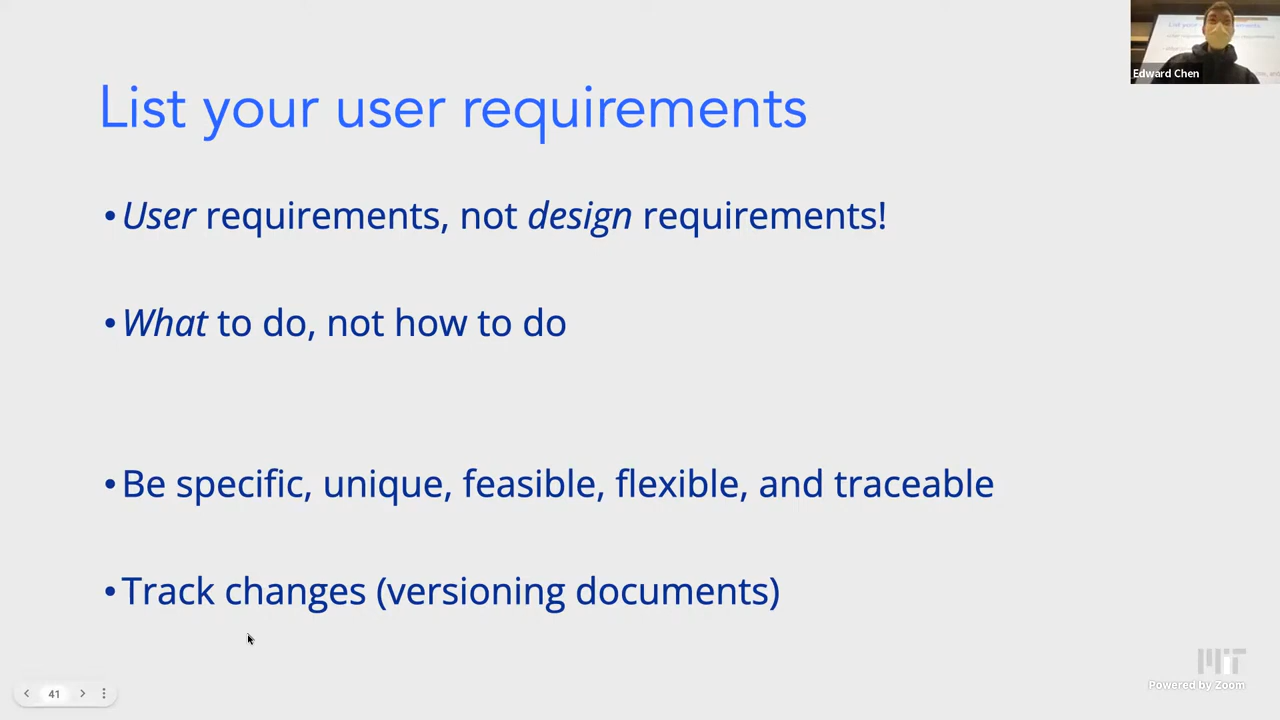 List your user requirements
Edward Chen
•User requirements, not design requirements!
•What to do, not how to do
•Be specific, unique, feasible, flexible, and traceable
•Track changes (versioning documents)
41
MIT
Powered by Zoom